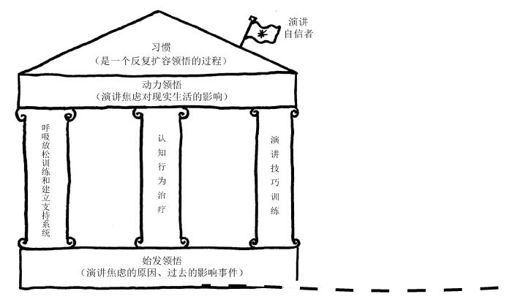 演讲
自信者
习惯
（是一个反复扩容领悟的过程）
动力领悟
（演讲焦虑对现实生活的影响）
呼吸放松训练和建立支持系统
认知行为治疗
演讲技巧训练
始发领悟
（演讲焦虑的原因、过去的影响事件）